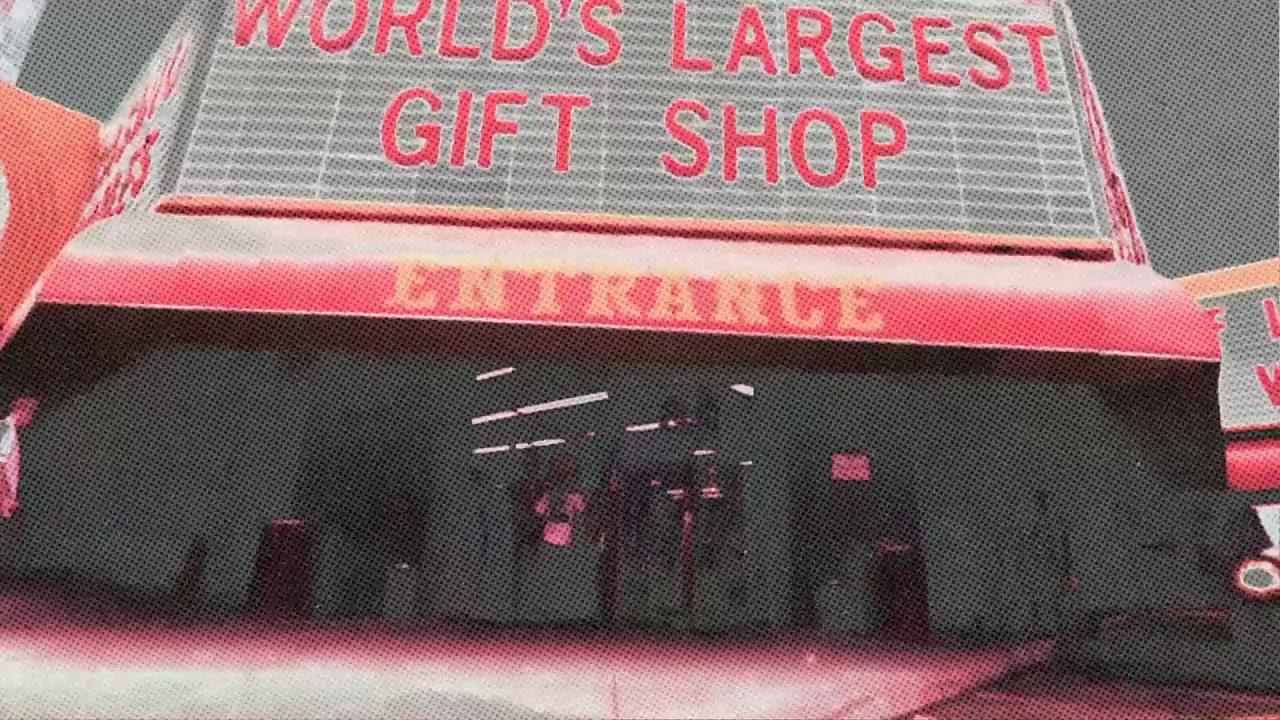 WORLD'S LARGEST
GIFT SHOP
ENTRANCE